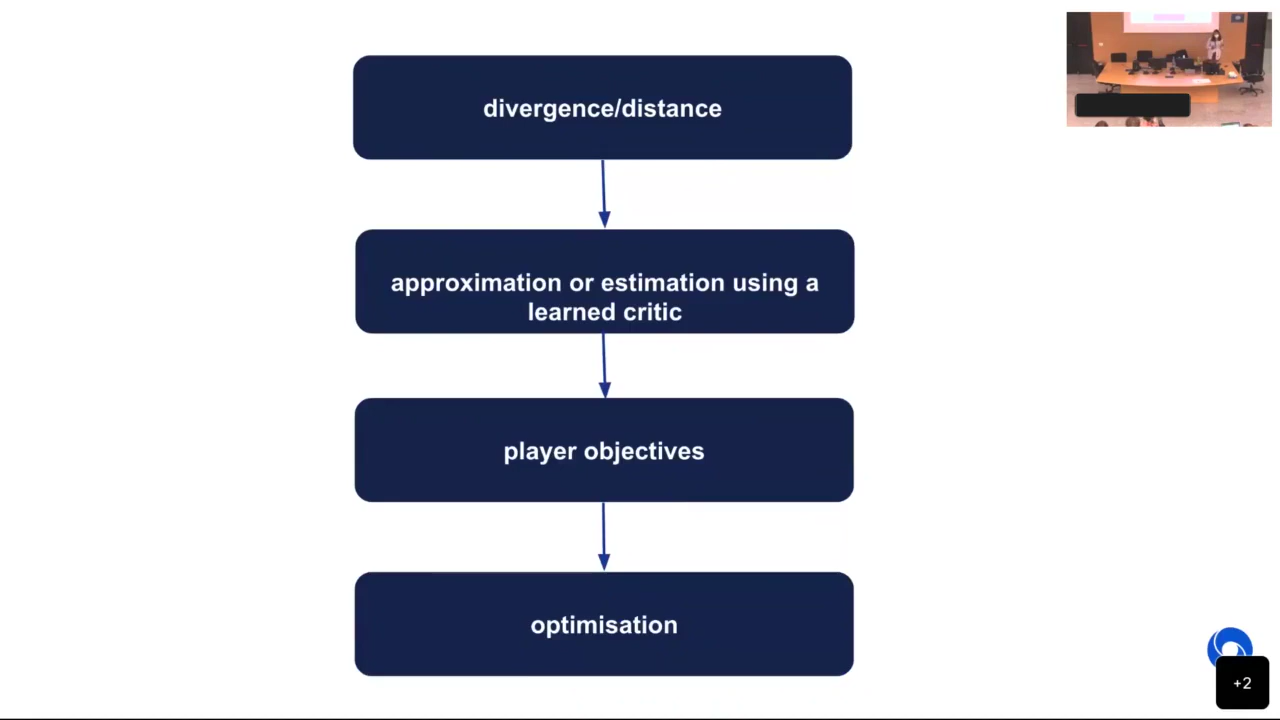 divergence/distance
approximation or estimation using a
learned critic
player objectives
optimisation
+2